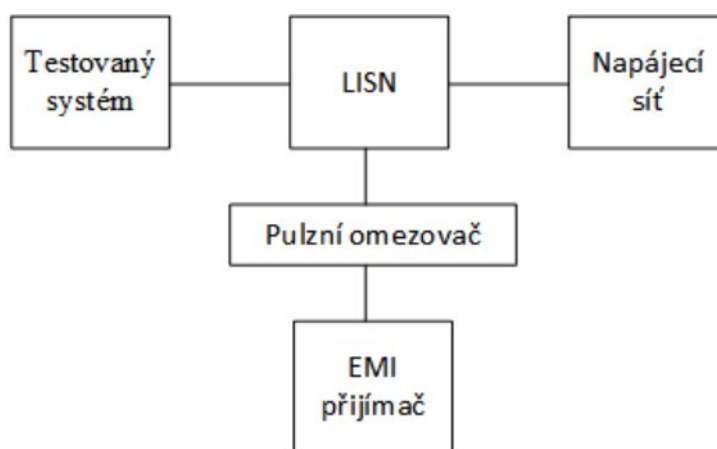 Testovaný
systém
LISN
Napájecí
síť
Pulzní omezovač
EMI
přijímač